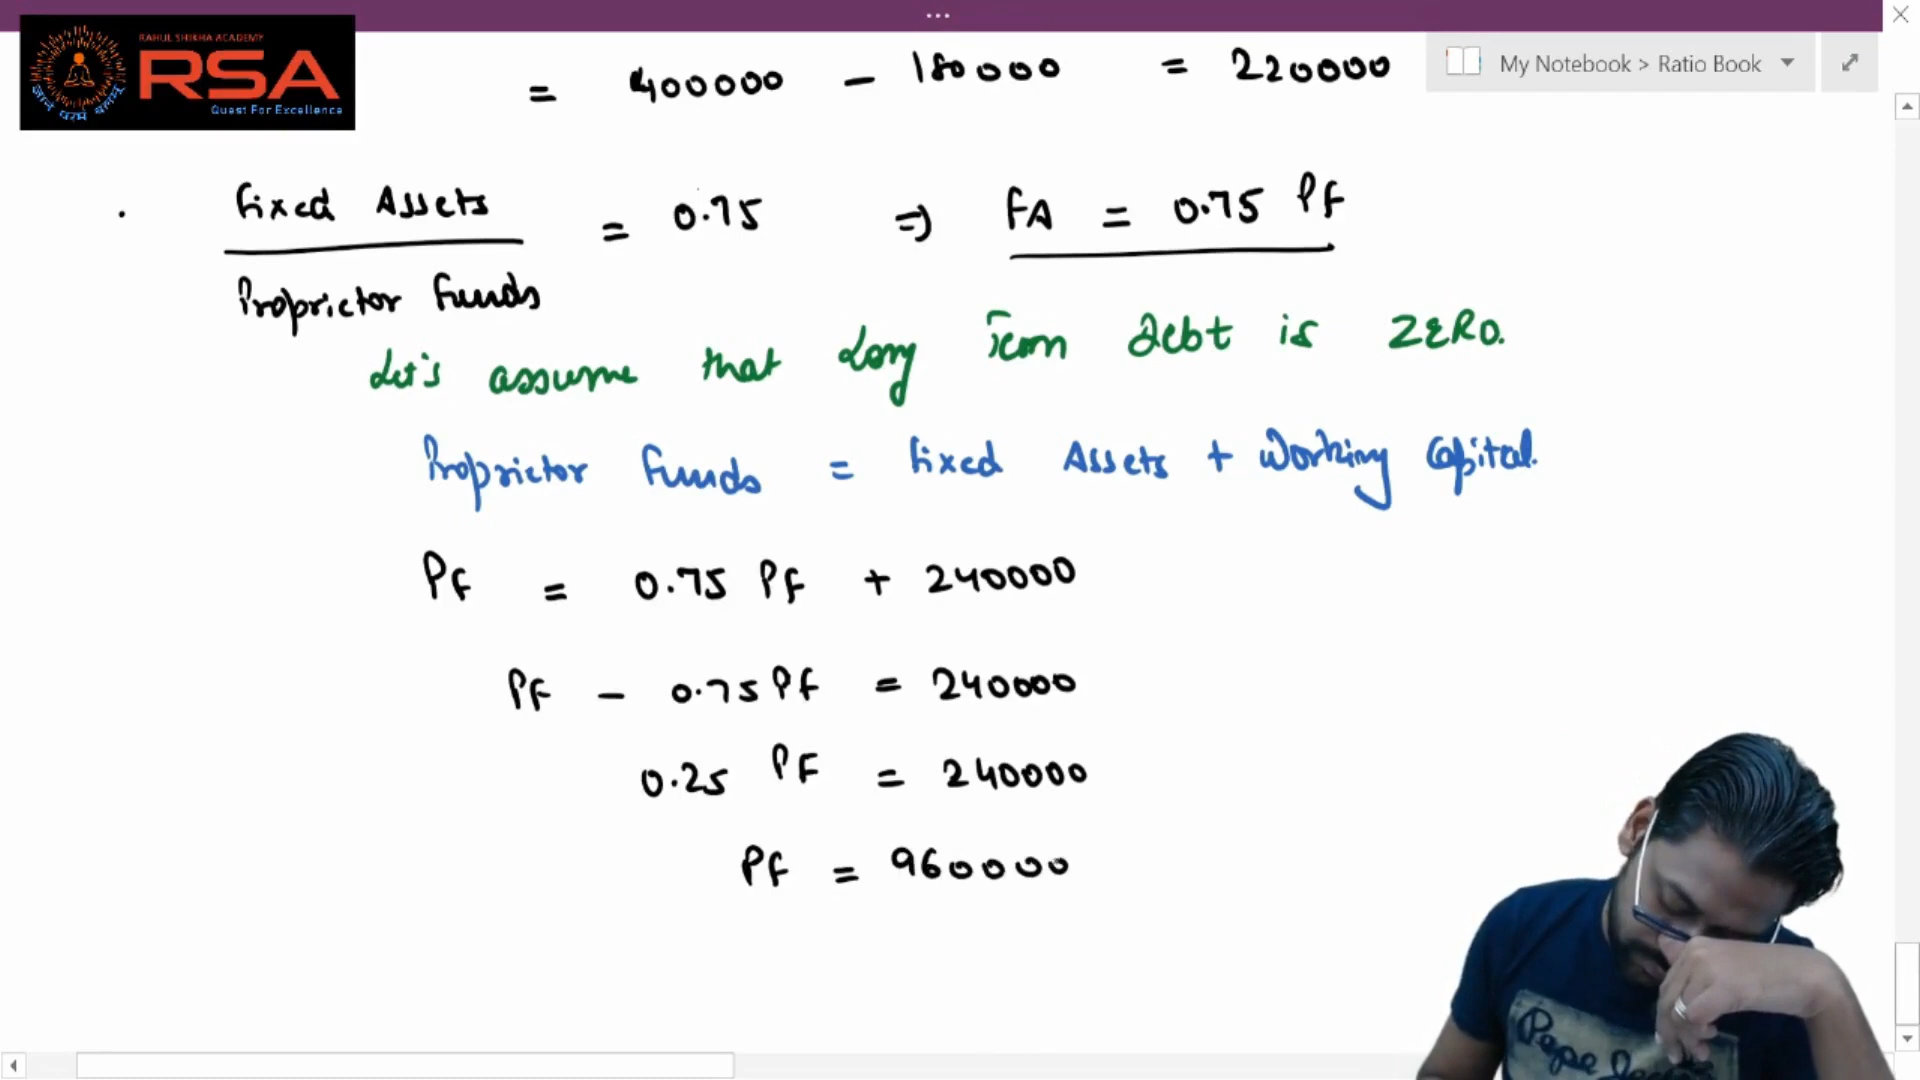 ...
RAHUL SHIKHA ACADEMY
RSA
Quest For Excellence
= 400000 - 180000 = 220000
My Notebook > Ratio Book
Fixed Assets
= 0.75 => FA = 0.75 PF
Proprietor Funds
Let's assume that Long Term Debt is ZERO.
Proprietor Funds = Fixed Assets + Working Capital.
PF = 0.75 PF + 240000
PF - 0.75 PF = 240000
0.25 PF = 240000
PF = 960000
Pepe Je